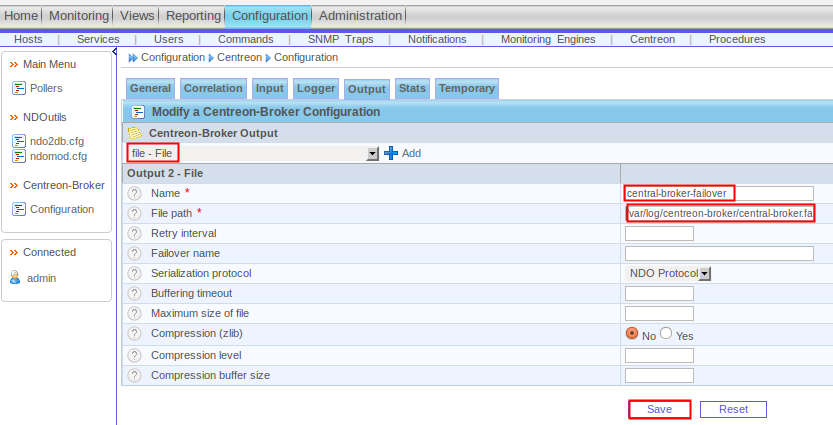 Home Monitoring Views Reporting Configuration Administration
Hosts | Services | Users | Commands | SNMP Traps | Notifications | Monitoring Engines | Centreon | Procedures
Main Menu
Pollers
NDOutils
ndo2db.cfg
ndomod.cfg
Centreon-Broker
Configuration
Connected
admin
Configuration Centreon Configuration
General Correlation Input Logger Output Stats Temporary
Modify a Centreon-Broker Configuration
Centreon-Broker Output
file - File Add
Output 2 - File
? Name * central-broker-failover
? File path * var/log/centreon-broker/central-broker.fa
? Retry interval
? Failover name
? Serialization protocol NDO Protocol
? Buffering timeout
? Maximum size of file
? Compression (zlib) No Yes
? Compression level
? Compression buffer size
Save Reset